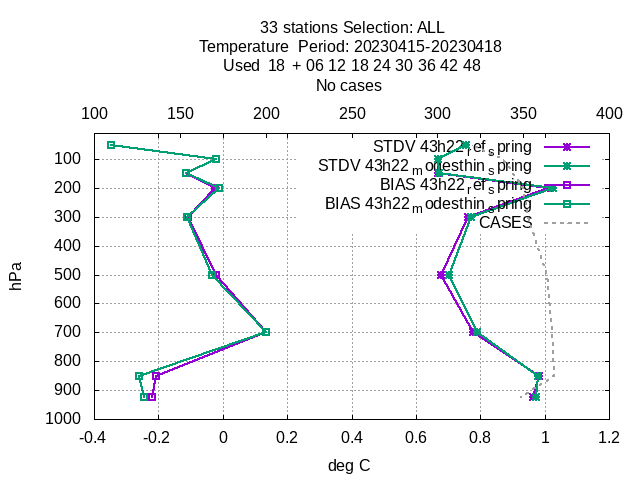 33 stations Selection: ALL
Temperature Period: 20230415-20230418
Used 18 + 06 12 18 24 30 36 42 48
No cases
100 150 200 250 300 350 400
STDV 43h22_ref_spring
STDV 43h22_modesthin_spring
BIAS 43h22_ref_spring
BIAS 43h22_modesthin_spring
CASES
100
200
300
400
500
600
700
800
900
1000
hPa
-0.4 -0.2 0 0.2 0.4 0.6 0.8 1 1.2
deg C